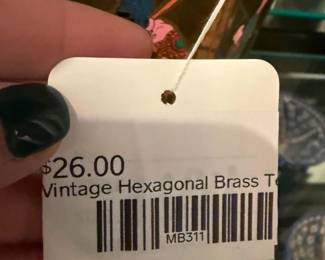 $26.00
Vintage Hexagonal Brass
MB311